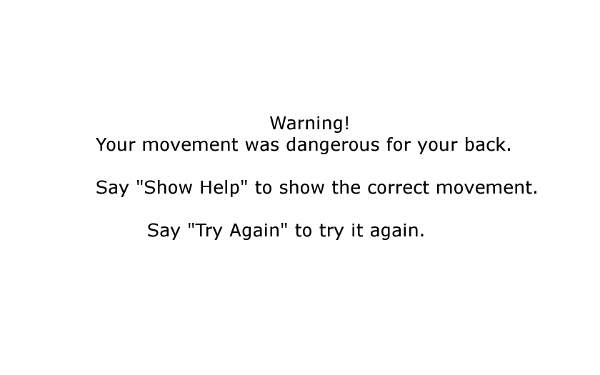 Warning!
Your movement was dangerous for your back.
Say "Show Help" to show the correct movement.
Say "Try Again" to try it again.